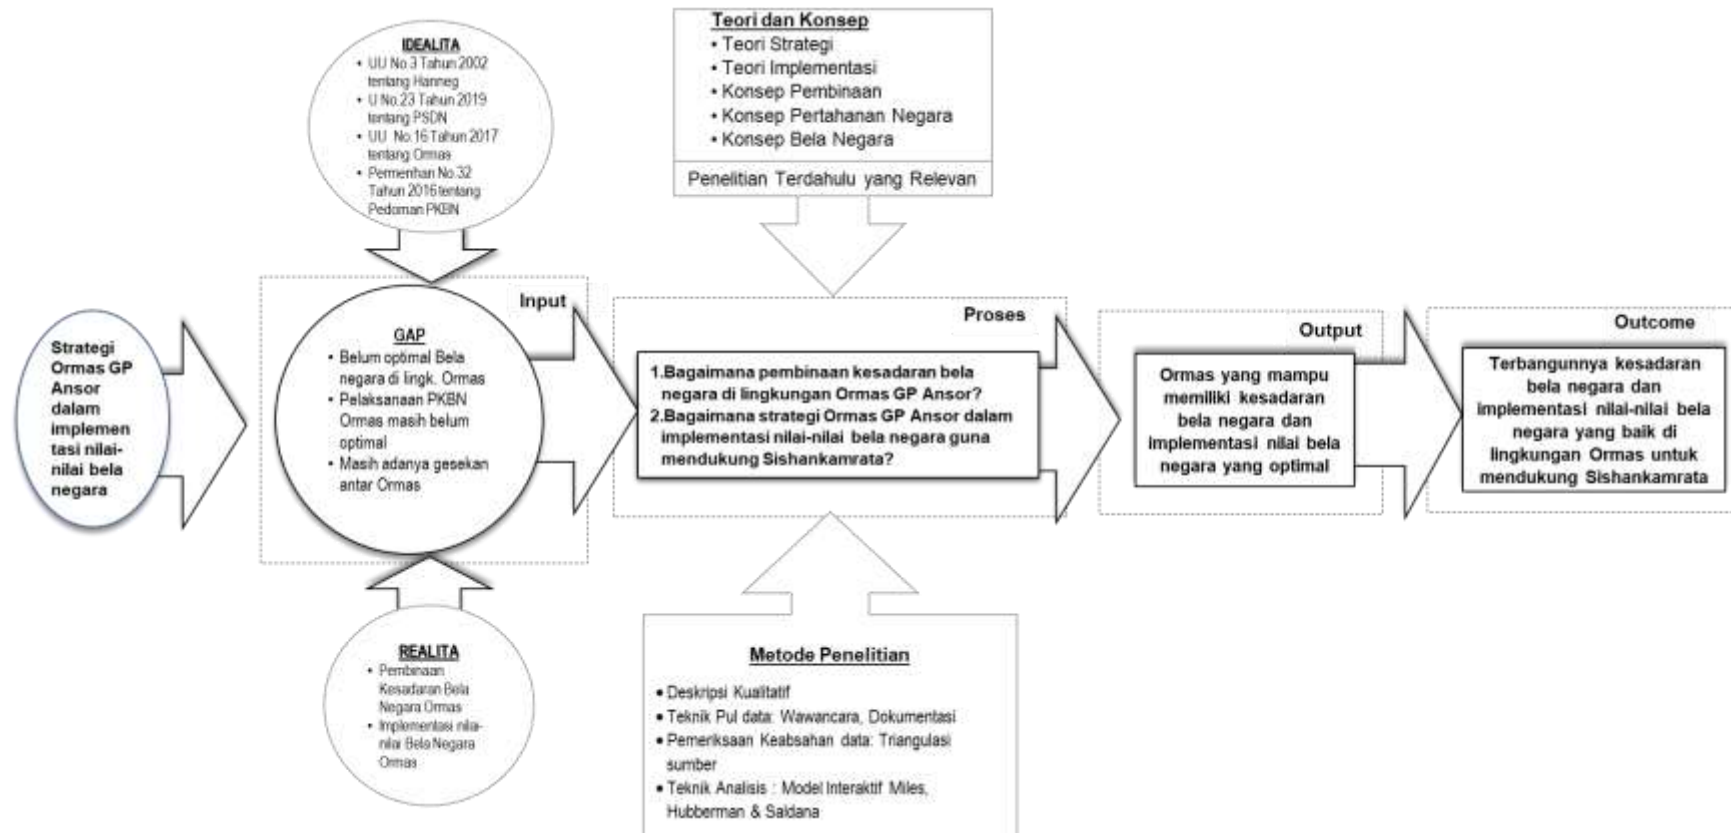 Strategi
Ormas GP
Ansor
dalam
implemen
tasi nilai-
nilai bela
negara
IDEALITA
• UU No.3 Tahun 2002
tentang Hanneg
• U No.23 Tahun 2019
tentang PSDN
• UU No.16 Tahun 2017
tentang Ormas
• Permenhan No.32
Tahun 2016 tentang
Pedoman PKBN
Input
GAP
• Belum optimal Bela
negara di lingk. Ormas
• Pelaksanaan PKBN
Ormas masih belum
optimal
• Masih adanya gesekan
antar Ormas
REALITA
• Pembinaan
Kesadaran Bela
Negara Ormas
• Implementasi nilai-
nilai Bela Negara
Ormas
Teori dan Konsep
• Teori Strategi
• Teori Implementasi
• Konsep Pembinaan
• Konsep Pertahanan Negara
• Konsep Bela Negara
Penelitian Terdahulu yang Relevan
Proses
1.Bagaimana pembinaan kesadaran bela
negara di lingkungan Ormas GP Ansor?
2.Bagaimana strategi Ormas GP Ansor dalam
implementasi nilai-nilai bela negara guna
mendukung Sishankamrata?
Metode Penelitian
• Deskripsi Kualitatif
• Teknik Pul data: Wawancara, Dokumentasi
• Pemeriksaan Keabsahan data: Triangulasi
sumber
• Teknik Analisis : Model Interaktif Miles,
Hubberman & Saldana
Output
Ormas yang mampu
memiliki kesadaran
bela negara dan
implementasi nilai bela
negara yang optimal
Outcome
Terbangunnya kesadaran
bela negara dan
implementasi nilai-nilai bela
negara yang baik di
lingkungan Ormas untuk
mendukung Sishankamrata